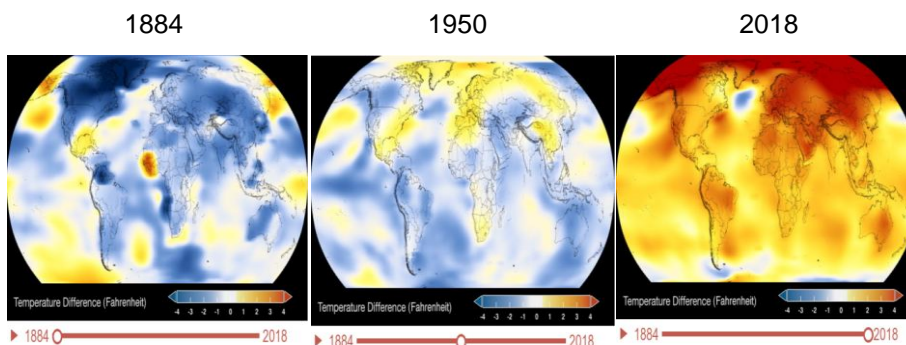 1884
1950
2018
Temperature Difference (Fahrenheit)
-4 -3 -2 -1 0 1 2 3 4
Temperature Difference (Fahrenheit)
-4 -3 -2 -1 0 1 2 3 4
Temperature Difference (Fahrenheit)
-4 -3 -2 -1 0 1 2 3 4
1884 2018
1884 2018
1884 2018